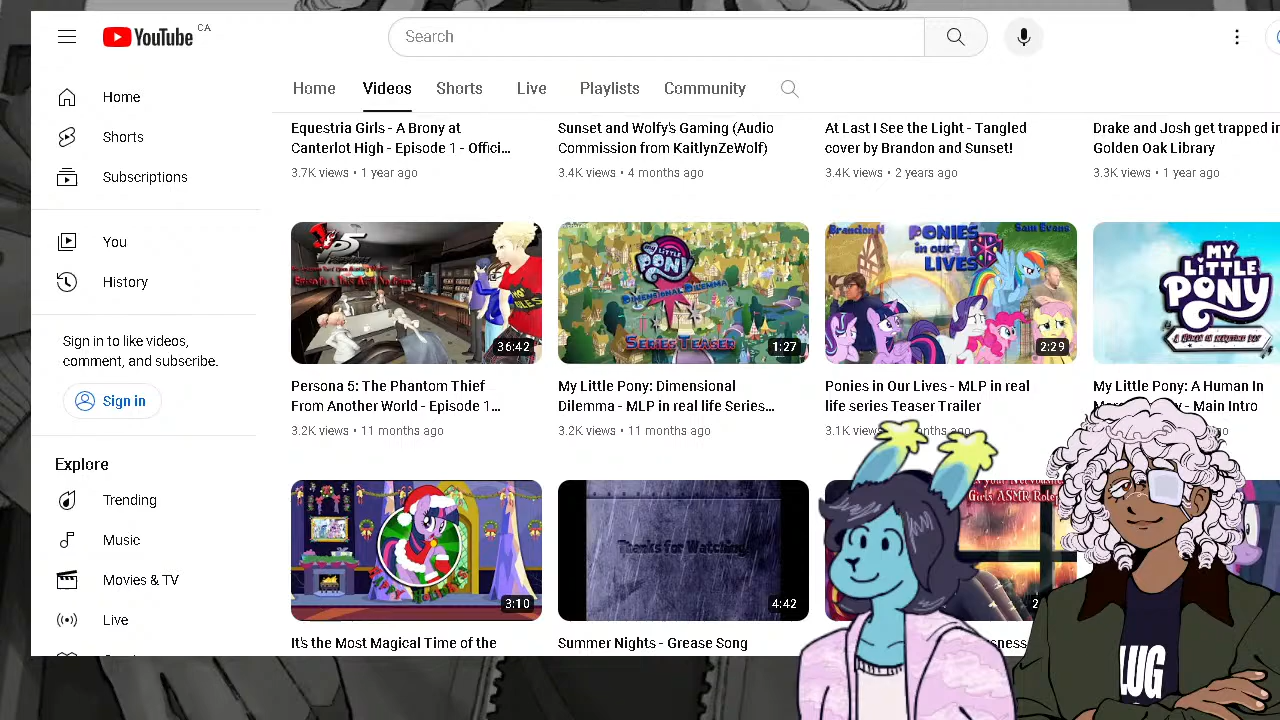 YouTube CA
Search
Home Videos Shorts Live Playlists Community
Home
Shorts
Subscriptions
You
History
Sign in to like videos,
comment, and subscribe.
Sign in
Explore
Trending
Music
Movies & TV
Live
Equestria Girls - A Brony at
Canterlot High - Episode 1 - Offici...
3.7K views • 1 year ago
Sunset and Wolfy's Gaming (Audio
Commission from KaitlynZeWolf)
3.4K views • 4 months ago
At Last I See the Light - Tangled
cover by Brandon and Sunset!
3.4K views • 2 years ago
Drake and Josh get trapped in
Golden Oak Library
3.3K views • 1 year ago
36:42
Persona 5: The Phantom Thief
From Another World - Episode 1...
3.2K views • 11 months ago
MY LITTLE
PONY
DIMENSIONAL
DILEMMA
SERIES TEASER
1:27
My Little Pony: Dimensional
Dilemma - MLP in real life Series...
3.2K views • 11 months ago
Brandon H
PONIES
in our
LIVES
Sam Evans
2:29
Ponies in Our Lives - MLP in real
life series Teaser Trailer
3.1K views
ago
MY
LITTLE
PONY
My Little Pony: A Human In
- Main Intro
3:10
It's the Most Magical Time of the
Thanks for Watching
4:42
Summer Nights - Grease Song
Girls ASMR
2
LUG